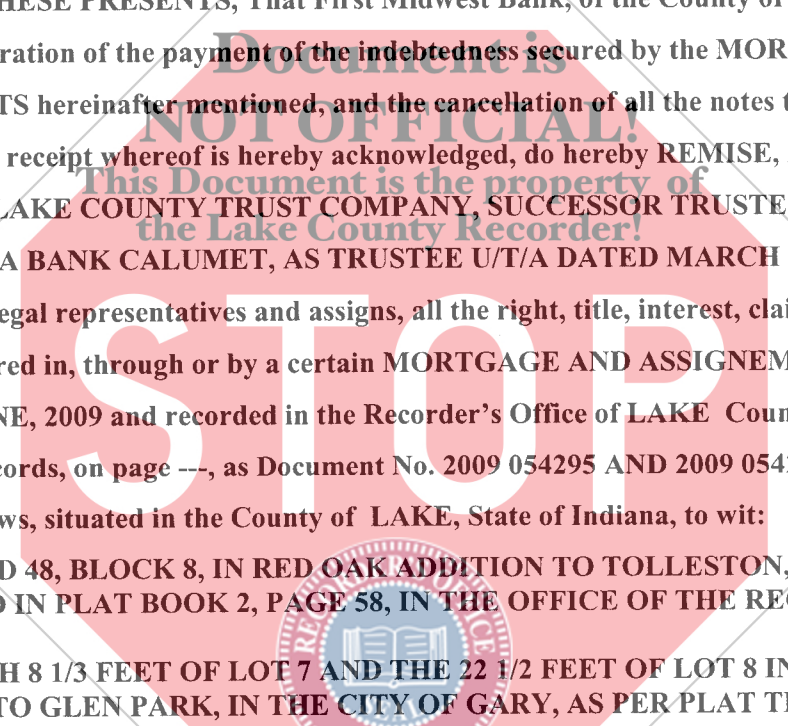 HESE PRESENTS, That First Midwest Bank, of the County of
ration of the payment of the indebtedness secured by the MOR
Document is
TS hereinafter mentioned, and the cancellation of all the notes t
NOT OFFICIAL!
receipt whereof is hereby acknowledged, do hereby REMISE,
This Document is the property of
LAKE COUNTY TRUST COMPANY, SUCCESSOR TRUSTE
the Lake County Recorder!
A BANK CALUMET, AS TRUSTEE U/T/A DATED MARCH
egal representatives and assigns, all the right, title, interest, clai
red in, through or by a certain MORTGAGE AND ASSIGNEM
NE, 2009 and recorded in the Recorder's Office of LAKE Coun
STOP
cords, on page ---, as Document No. 2009 054295 AND 2009 054
ws, situated in the County of LAKE, State of Indiana, to wit:
D 48, BLOCK 8, IN RED OAK ADDITION TO TOLLESTON,
D IN PLAT BOOK 2, PAGE 58, IN THE OFFICE OF THE RE
H 8 1/3 FEET OF LOT 7 AND THE 22 1/2 FEET OF LOT 8 IN
TO GLEN PARK, IN THE CITY OF GARY, AS PER PLAT T